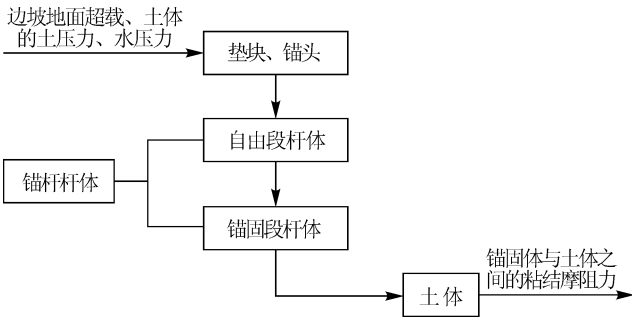 边坡地面超载、土体
的土压力、水压力
垫块、锚头
自由段杆体
锚杆杆体
锚固段杆体
锚固体与土体之
间的粘结摩阻力
土体